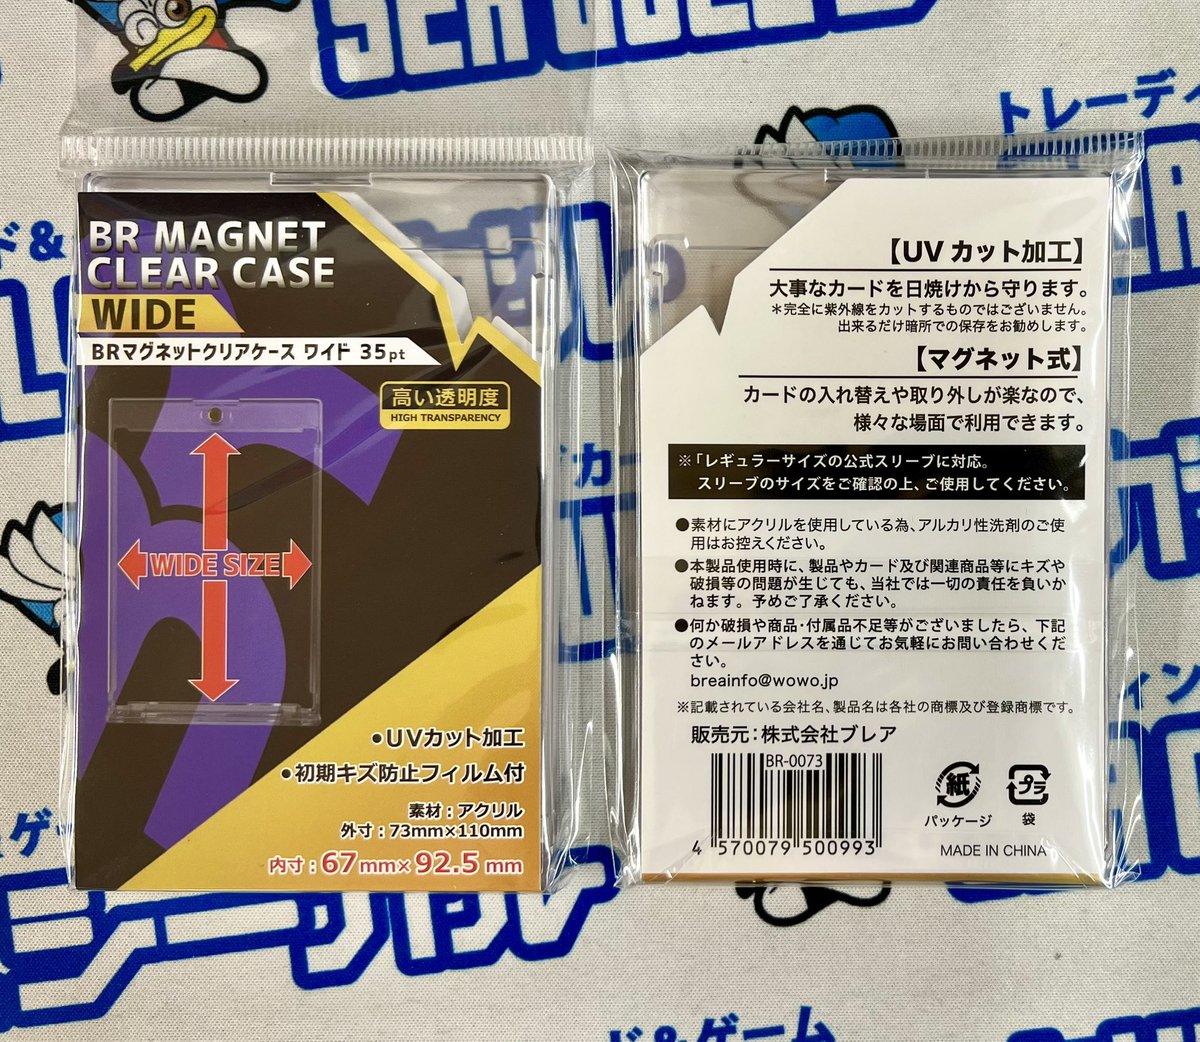 BR MAGNET
CLEAR CASE
WIDE
BRマグネットクリアケース ワイド 35pt
高い透明度
HIGH TRANSPARENCY
WIDE SIZE
•UVカット加工
•初期キズ防止フィルム付
素材:アクリル
外寸:73mm×110mm
内寸:67mm×92.5mm
【UVカット加工】
大事なカードを日焼けから守ります。
*完全に紫外線をカットするものではございません。
出来るだけ暗所での保存をお勧めします。
【マグネット式】
カードの入れ替えや取り外しが楽なので、
様々な場面で利用できます。
※「レギュラーサイズの公式スリーブに対応。
スリーブのサイズをご確認の上、ご使用してください。
●素材にアクリルを使用している為、アルカリ性洗剤のご使
用はお控えください。
●本製品使用時に、製品やカード及び関連商品等にキズや
破損等の問題が生じても、当社では一切の責任を負いか
ねます。予めご了承ください。
●何か破損や商品・付属品不足等がございましたら、下記
のメールアドレスを通じてお気軽にお問い合わせくだ
さい。
breainfo@wowo.jp
※記載されている会社名、製品名は各社の商標及び登録商標です。
販売元:株式会社ブレア
BR-0073
4 570079 500993
紙
パッケージ
プラ
袋
MADE IN CHINA
トレーディ
ド&ゲーム